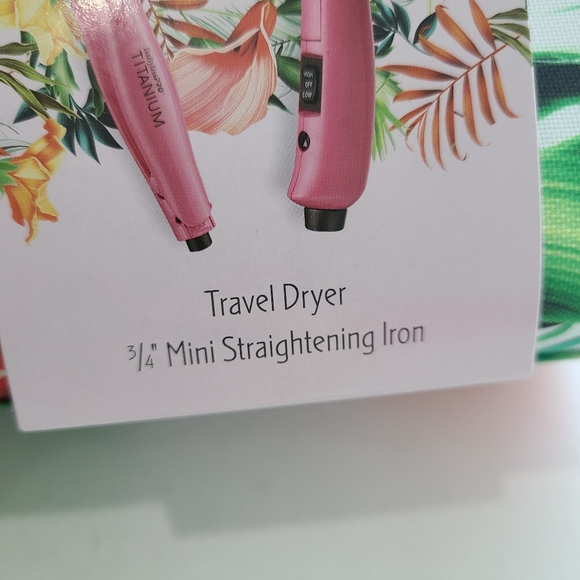 TITANIUM
HIGH
OFF
LOW
Travel Dryer
3/4" Mini Straightening Iron